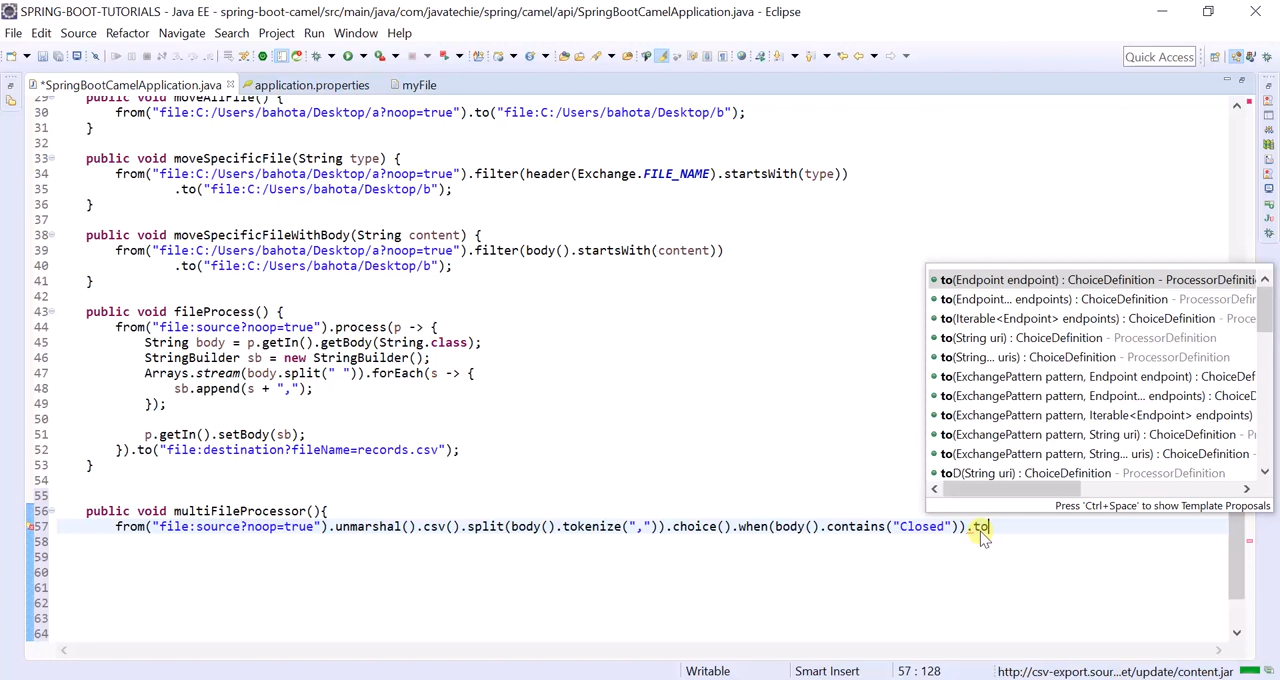 SPRING-BOOT-TUTORIALS - Java EE - spring-boot-camel/src/main/java/com/javatechie/spring/camel/api/SpringBootCamelApplication.java - Eclipse
File Edit Source Refactor Navigate Search Project Run Window Help
Quick Access
*SpringBootCamelApplication.java application.properties myFile
29 public void moveAllFile() {
30 from("file:C:/Users/bahota/Desktop/a?noop=true").to("file:C:/Users/bahota/Desktop/b");
31 }
32
33 public void moveSpecificFile(String type) {
34 from("file:C:/Users/bahota/Desktop/a?noop=true").filter(header(Exchange.FILE_NAME).startsWith(type))
35 .to("file:C:/Users/bahota/Desktop/b");
36 }
37
38 public void moveSpecificFileWithBody(String content) {
39 from("file:C:/Users/bahota/Desktop/a?noop=true").filter(body().startsWith(content))
40 .to("file:C:/Users/bahota/Desktop/b");
41 }
42
43 public void fileProcess() {
44 from("file:source?noop=true").process(p -> {
45 String body = p.getIn().getBody(String.class);
46 StringBuilder sb = new StringBuilder();
47 Arrays.stream(body.split(" ")).forEach(s -> {
48 sb.append(s + ",");
49 });
50
51 p.getIn().setBody(sb);
52 }).to("file:destination?fileName=records.csv");
53 }
54
55
56 public void multiFileProcessor(){
57 from("file:source?noop=true").unmarshal().csv().split(body().tokenize(",")).choice().when(body().contains("Closed")).to
58
59
60
61
62
63
64
to(Endpoint endpoint) : ChoiceDefinition - ProcessorDefiniti
to(Endpoint... endpoints) : ChoiceDefinition - ProcessorDefir
to(Iterable<Endpoint> endpoints) : ChoiceDefinition - Proce
to(String uri) : ChoiceDefinition - ProcessorDefinition
to(String... uris) : ChoiceDefinition - ProcessorDefinition
to(ExchangePattern pattern, Endpoint endpoint) : ChoiceDef
to(ExchangePattern pattern, Endpoint... endpoints) : ChoiceD
to(ExchangePattern pattern, Iterable<Endpoint> endpoints)
to(ExchangePattern pattern, String uri) : ChoiceDefinition - Pr
to(ExchangePattern pattern, String... uris) : ChoiceDefinition -
toD(String uri) : ChoiceDefinition - ProcessorDefinition
Press 'Ctrl+Space' to show Template Proposals
Writable Smart Insert 57 : 128 http://csv-export.sour...et/update/content.jar